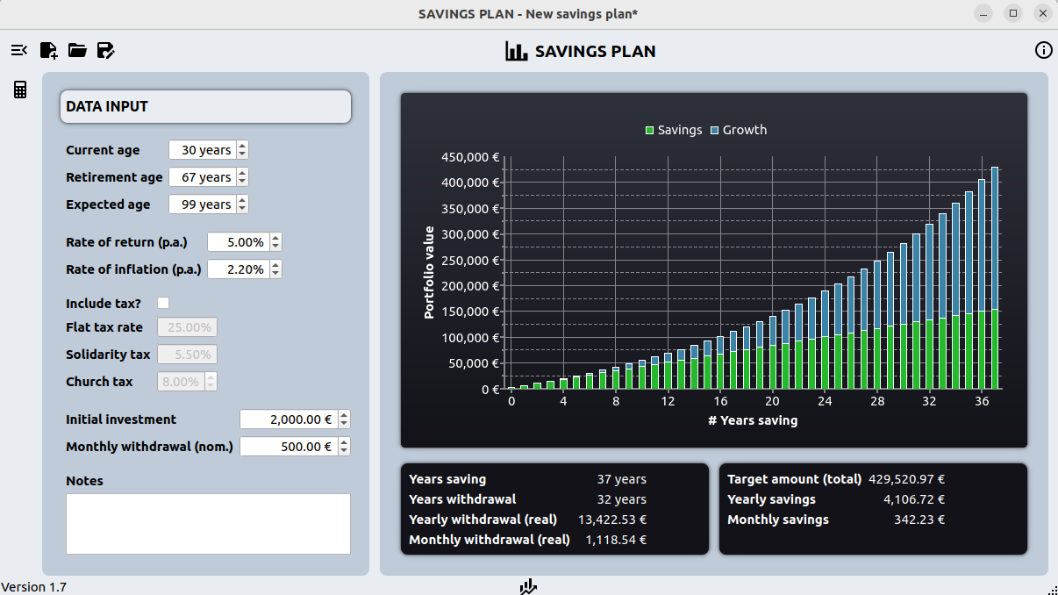 SAVINGS PLAN - New savings plan*
SAVINGS PLAN
DATA INPUT
Current age 30 years
Retirement age 67 years
Expected age 99 years
Rate of return (p.a.) 5.00%
Rate of inflation (p.a.) 2.20%
Include tax?
Flat tax rate 25.00%
Solidarity tax 5.50%
Church tax 8.00%
Initial investment 2,000.00 €
Monthly withdrawal (nom.) 500.00 €
Notes
Savings Growth
450,000 €
400,000 €
350,000 €
300,000 €
250,000 €
200,000 €
150,000 €
100,000 €
50,000 €
0 €
Portfolio value
0 4 8 12 16 20 24 28 32 36
# Years saving
Years saving 37 years
Years withdrawal 32 years
Yearly withdrawal (real) 13,422.53 €
Monthly withdrawal (real) 1,118.54 €
Target amount (total) 429,520.97 €
Yearly savings 4,106.72 €
Monthly savings 342.23 €
Version 1.7